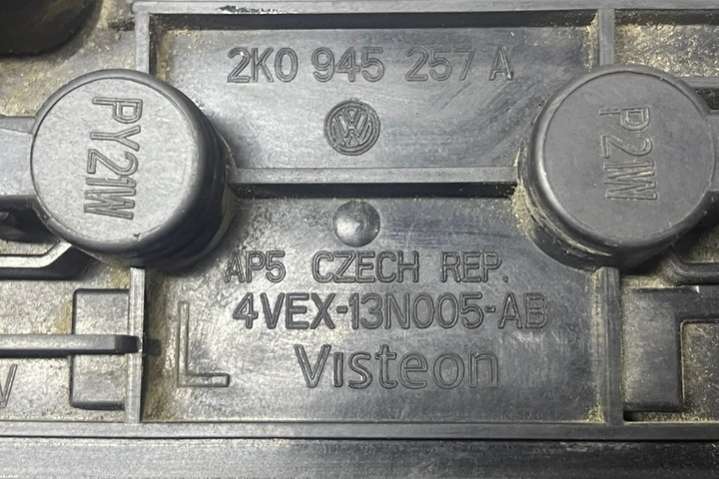 2K0 945 257 A
PY21W
P21W
AP5 CZECH REP.
4VEX-13N005-AB
L
Visteon